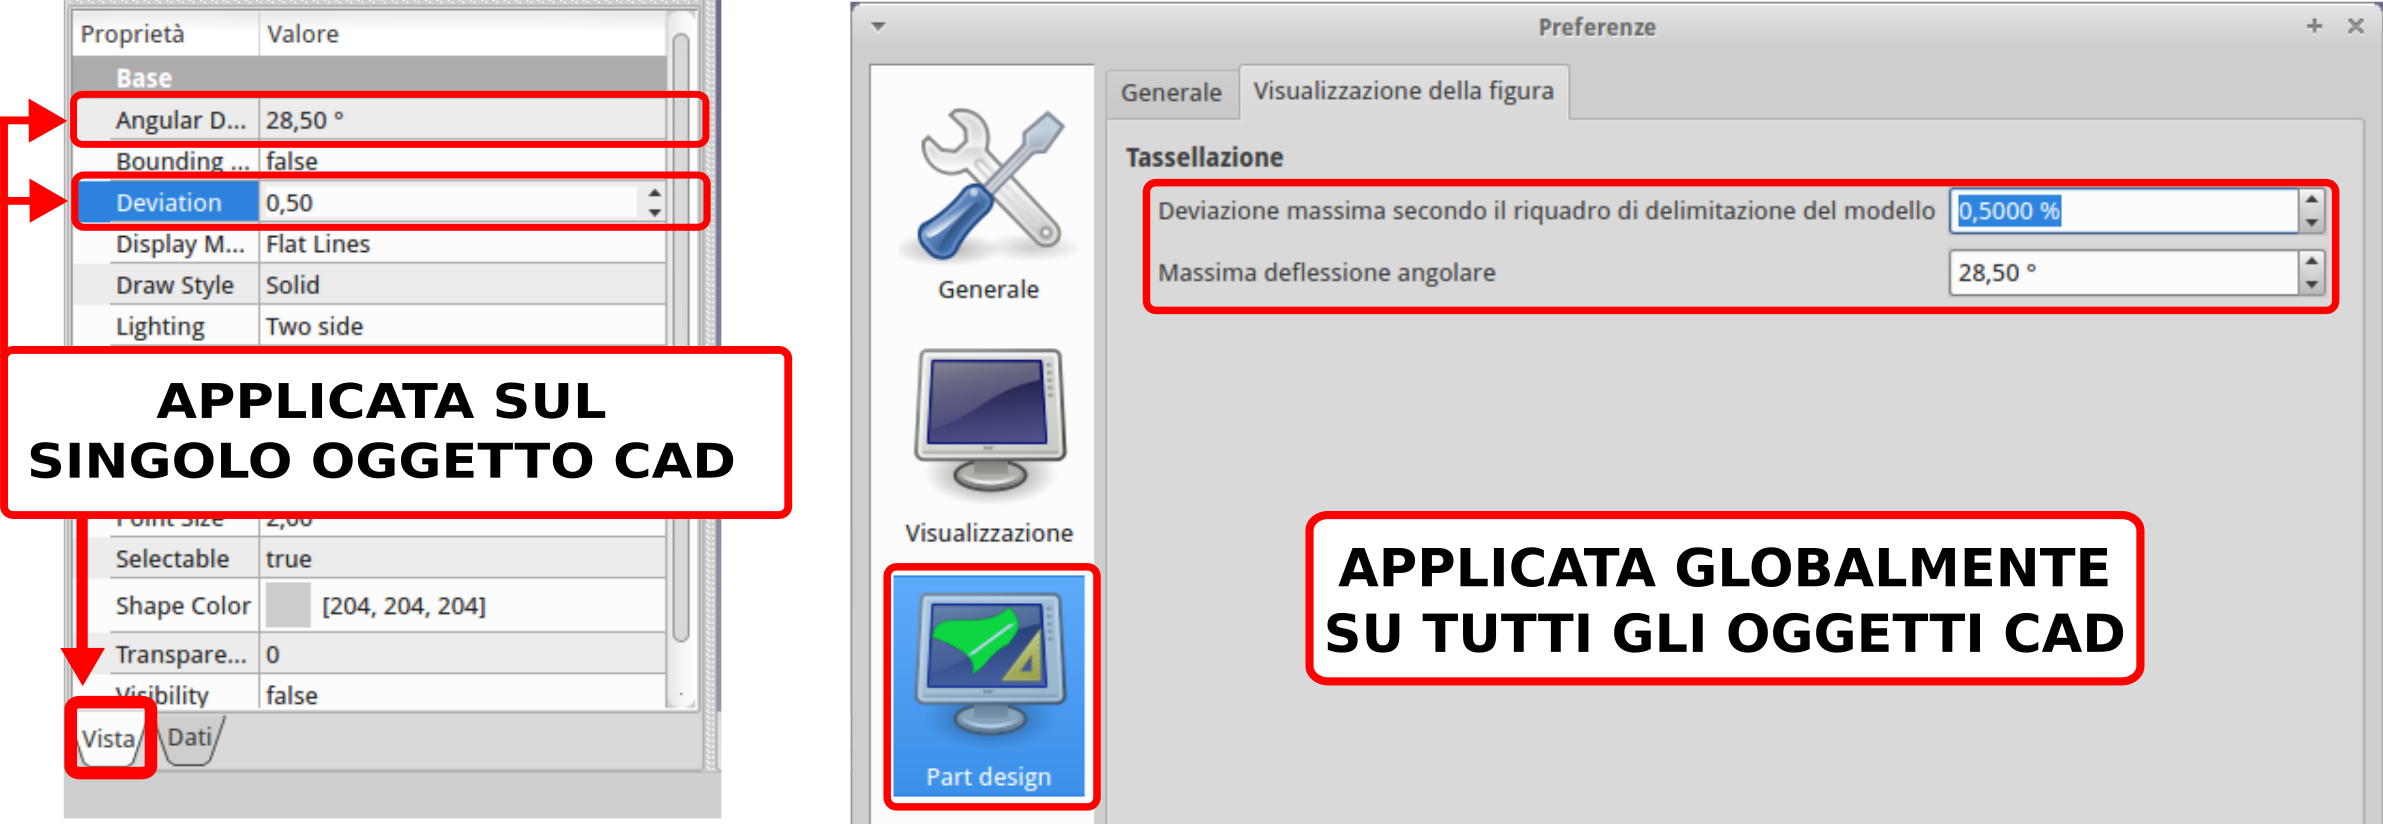 Proprietà Valore
Base
Angular D... 28,50 °
Bounding ... false
Deviation 0,50
Display M... Flat Lines
Draw Style Solid
Lighting Two side
APPLICATA SUL
SINGOLO OGGETTO CAD
Point Size 2,00
Selectable true
Shape Color [204, 204, 204]
Transpare... 0
Visibility false
Vista Dati
Preferenze
Generale
Visualizzazione
Part design
Generale Visualizzazione della figura
Tassellazione
Deviazione massima secondo il riquadro di delimitazione del modello 0,5000 %
Massima deflessione angolare 28,50 °
APPLICATA GLOBALMENTE
SU TUTTI GLI OGGETTI CAD